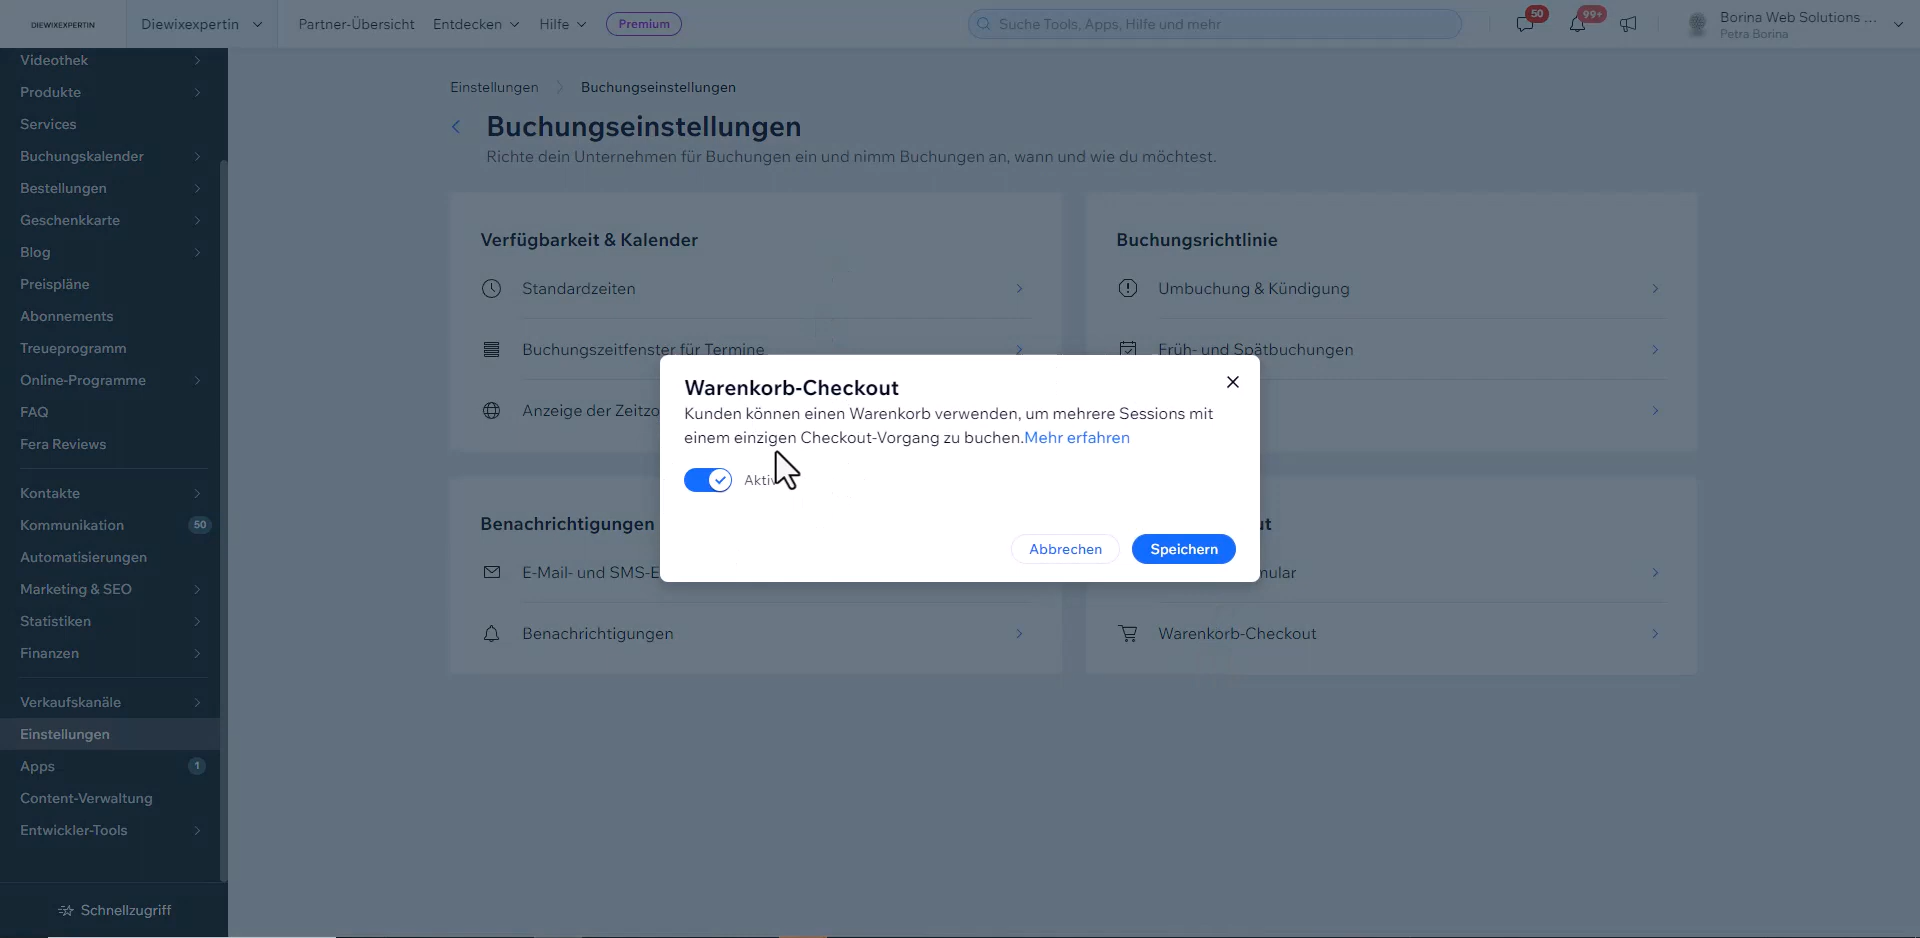 DIEWIXEXPERTIN
Diewixexpertin
Partner-Übersicht
Entdecken
Hilfe
Premium
Suche Tools, Apps, Hilfe und mehr
50
99+
Borina Web Solutions ...
Petra Borina
Videothek
Produkte
Services
Buchungskalender
Bestellungen
Geschenkkarte
Blog
Preispläne
Abonnements
Treueprogramm
Online-Programme
FAQ
Fera Reviews
Kontakte
Kommunikation
50
Automatisierungen
Marketing & SEO
Statistiken
Finanzen
Verkaufskanäle
Einstellungen
Apps
1
Content-Verwaltung
Entwickler-Tools
Schnellzugriff
Einstellungen
Buchungseinstellungen
Buchungseinstellungen
Richte dein Unternehmen für Buchungen ein und nimm Buchungen an, wann und wie du möchtest.
Verfügbarkeit & Kalender
Standardzeiten
Buchungszeitfenster für Termine
Anzeige der Zeitzo
Buchungsrichtlinie
Umbuchung & Kündigung
Früh- und Spätbuchungen
Warenkorb-Checkout
Kunden können einen Warenkorb verwenden, um mehrere Sessions mit
einem einzigen Checkout-Vorgang zu buchen.Mehr erfahren
Aktiv
Abbrechen
Speichern
Benachrichtigungen
E-Mail- und SMS-E
Benachrichtigungen
ut
mular
Warenkorb-Checkout